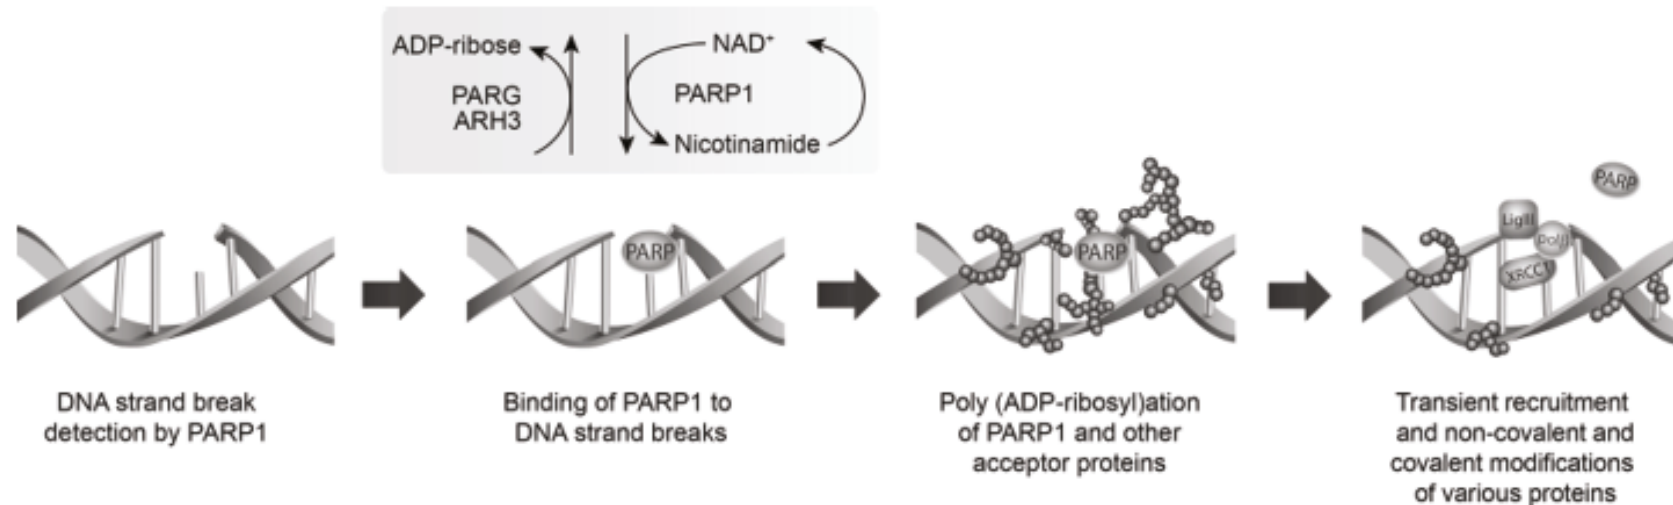 ADP-ribose
NAD⁺
PARG
ARH3
PARP1
Nicotinamide
PARP
PARP
PARP
LigIII
polβ
XRCC1
DNA strand break
detection by PARP1
Binding of PARP1 to
DNA strand breaks
Poly (ADP-ribosyl)ation
of PARP1 and other
acceptor proteins
Transient recruitment
and non-covalent and
covalent modifications
of various proteins